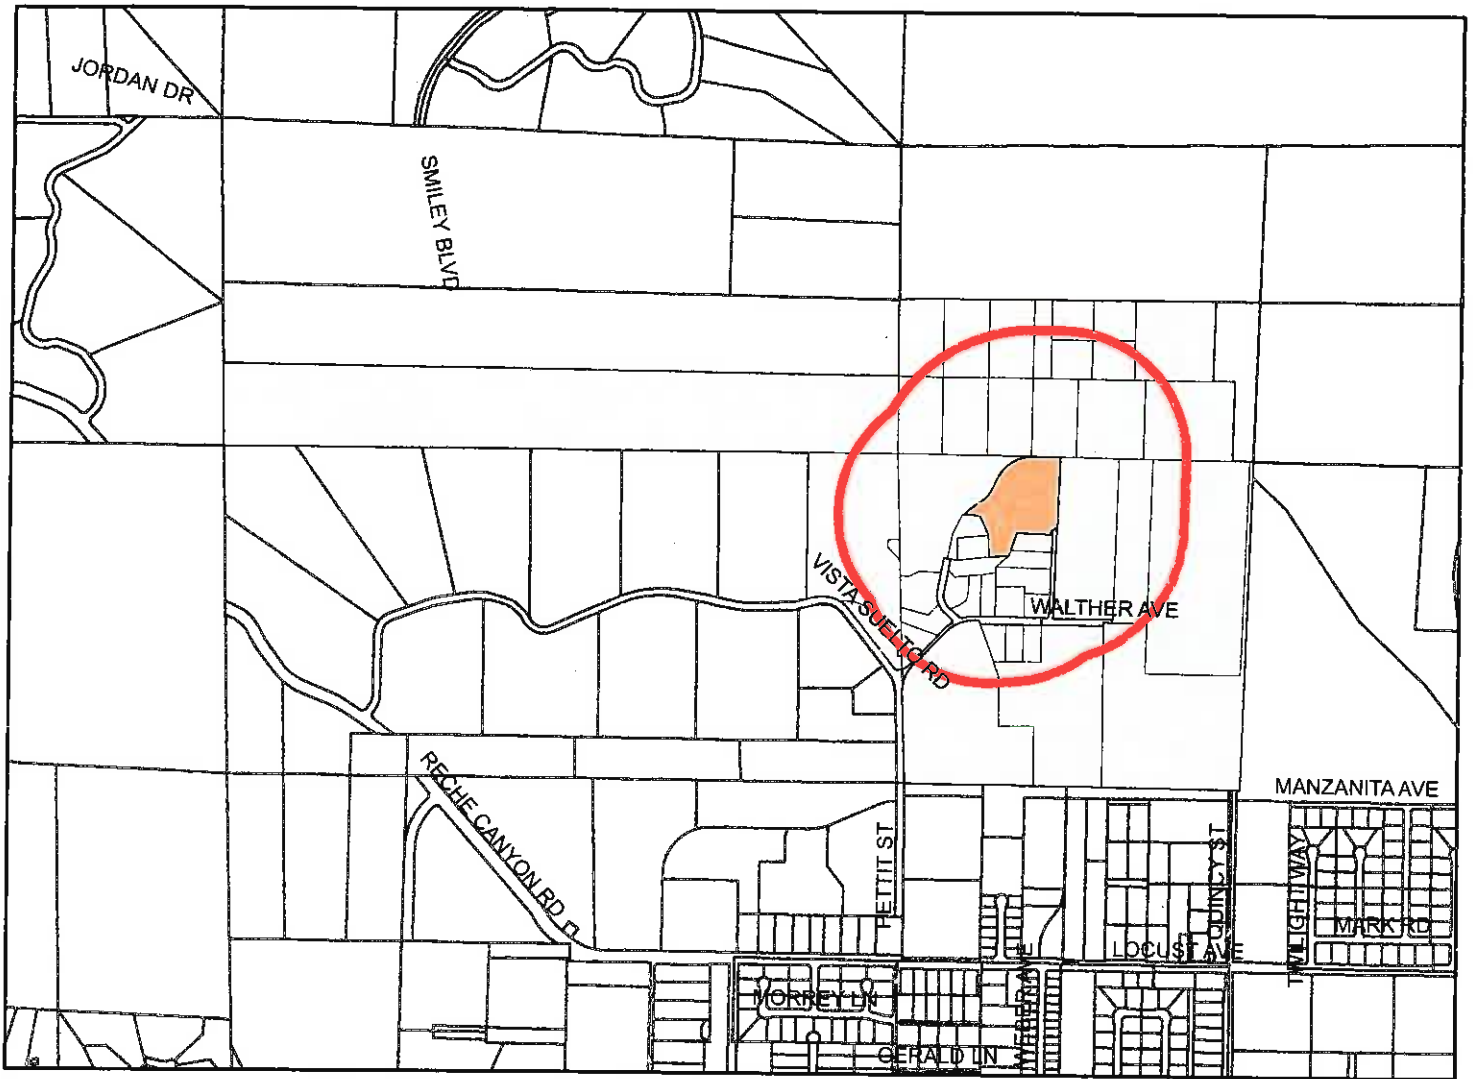 JORDAN DR
SMILEY BLVD
VISTA SUELTO RD
WALTHER AVE
RECHE CANYON RD
MANZANITA AVE
PETTIT ST
QUINCY ST
TWILIGHT WAY
MARK RD
LOCUST AVE
WEBER AVE
MORREY LN
GERALD LN